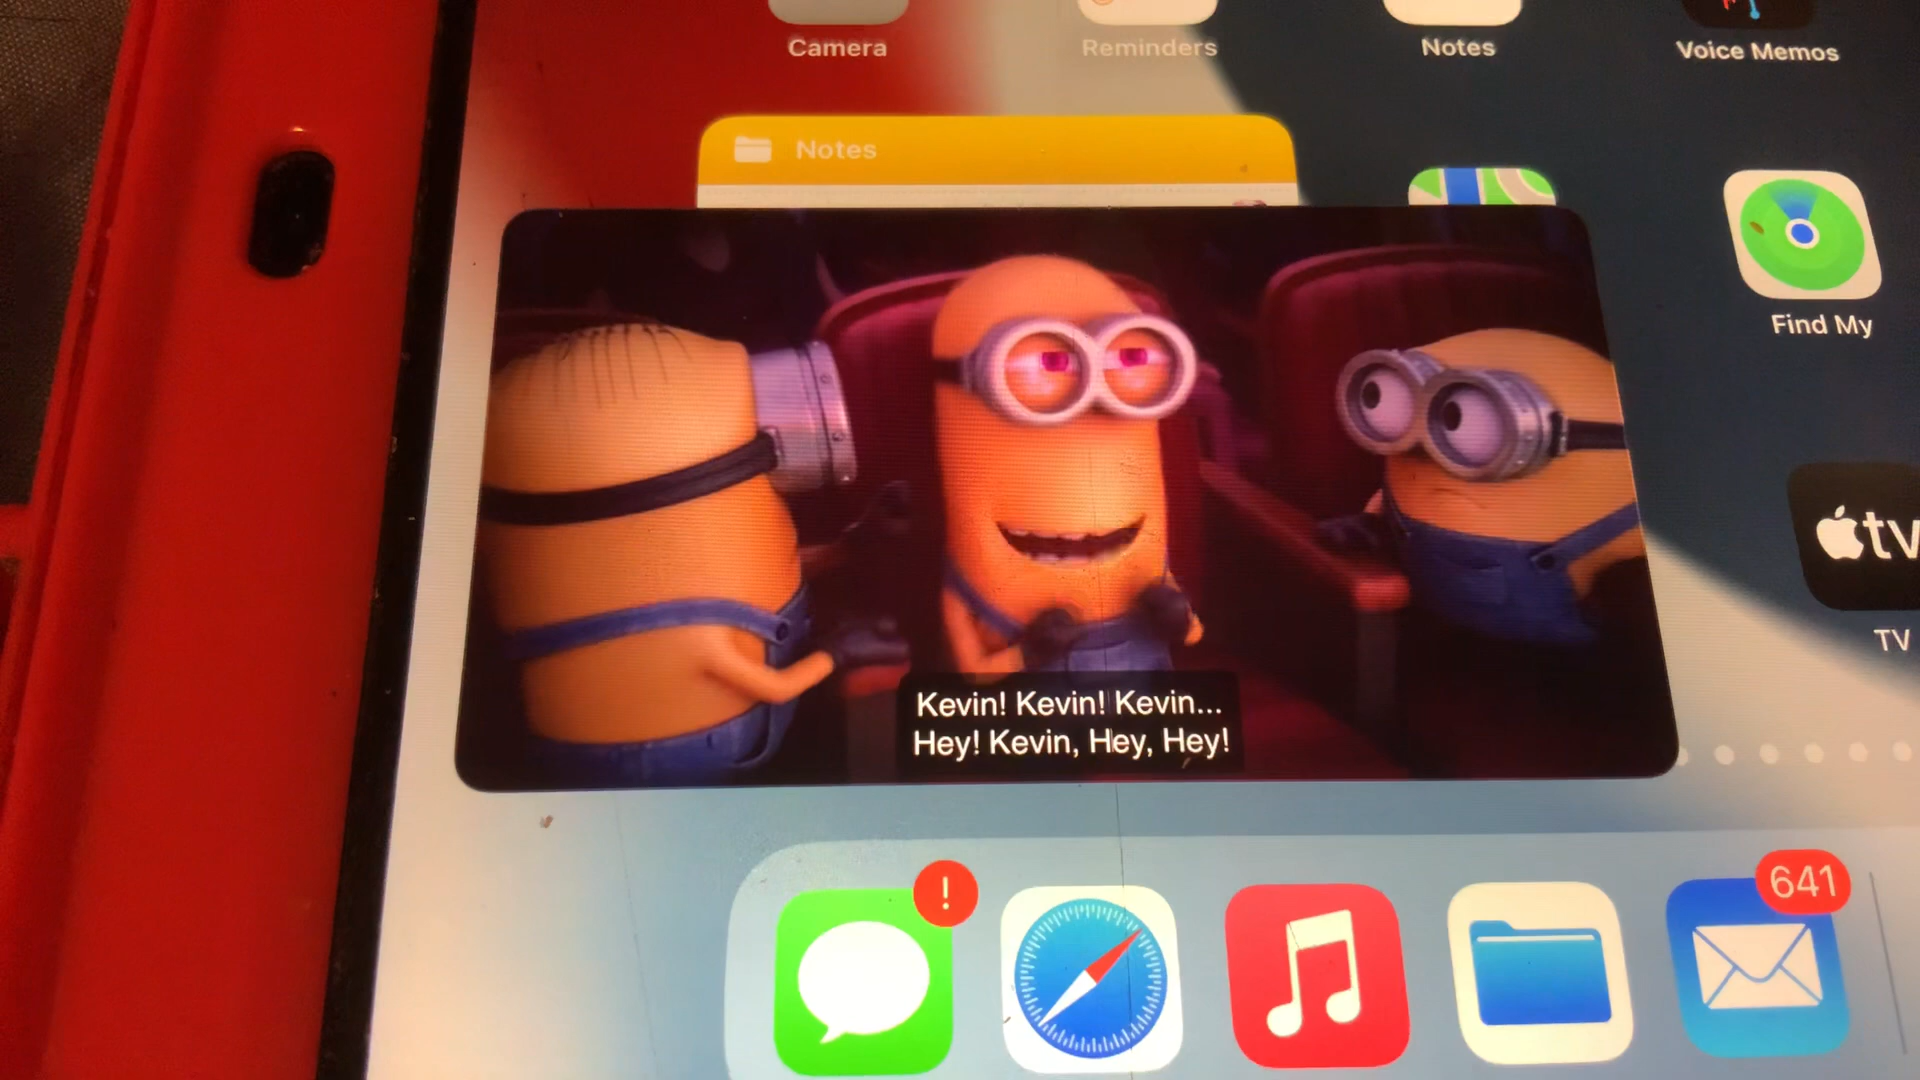 Camera
Reminders
Notes
Voice Memos
Notes
Find My
tv
TV
Kevin! Kevin! Kevin...
Hey! Kevin, Hey, Hey!
!
641